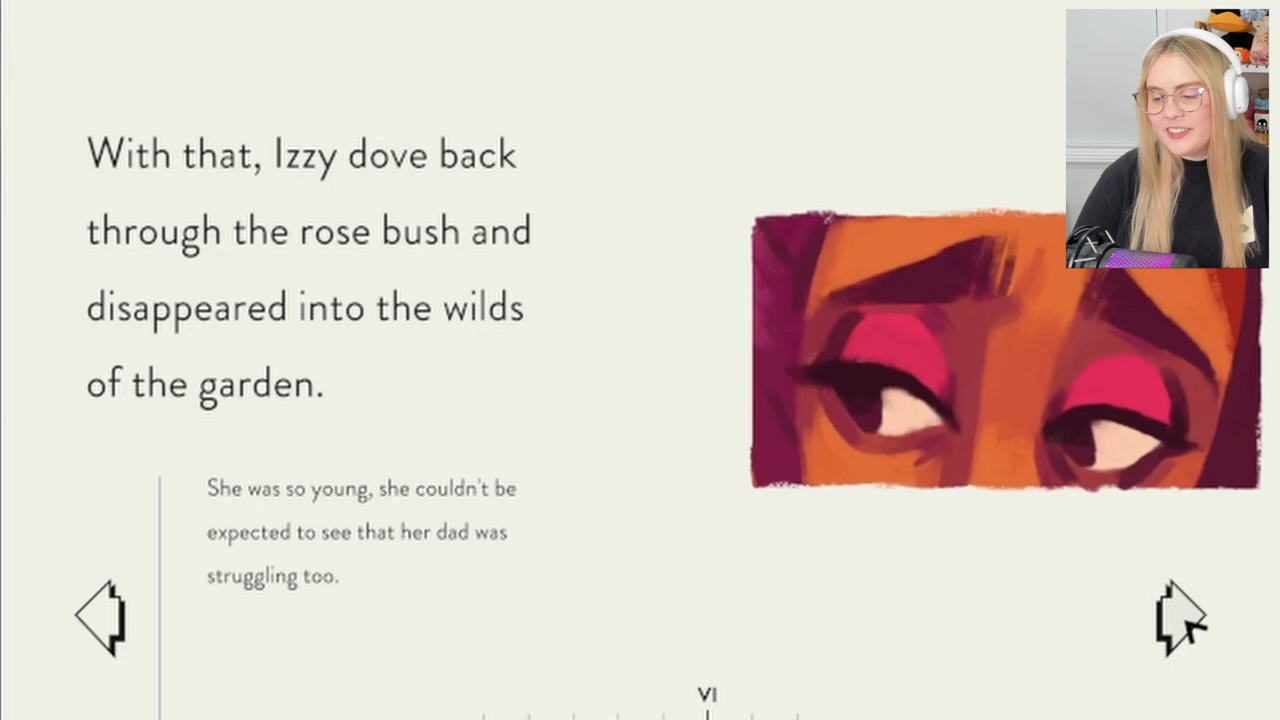 With that, Izzy dove back
through the rose bush and
disappeared into the wilds
of the garden.
She was so young, she couldn't be
expected to see that her dad was
struggling too.
VI